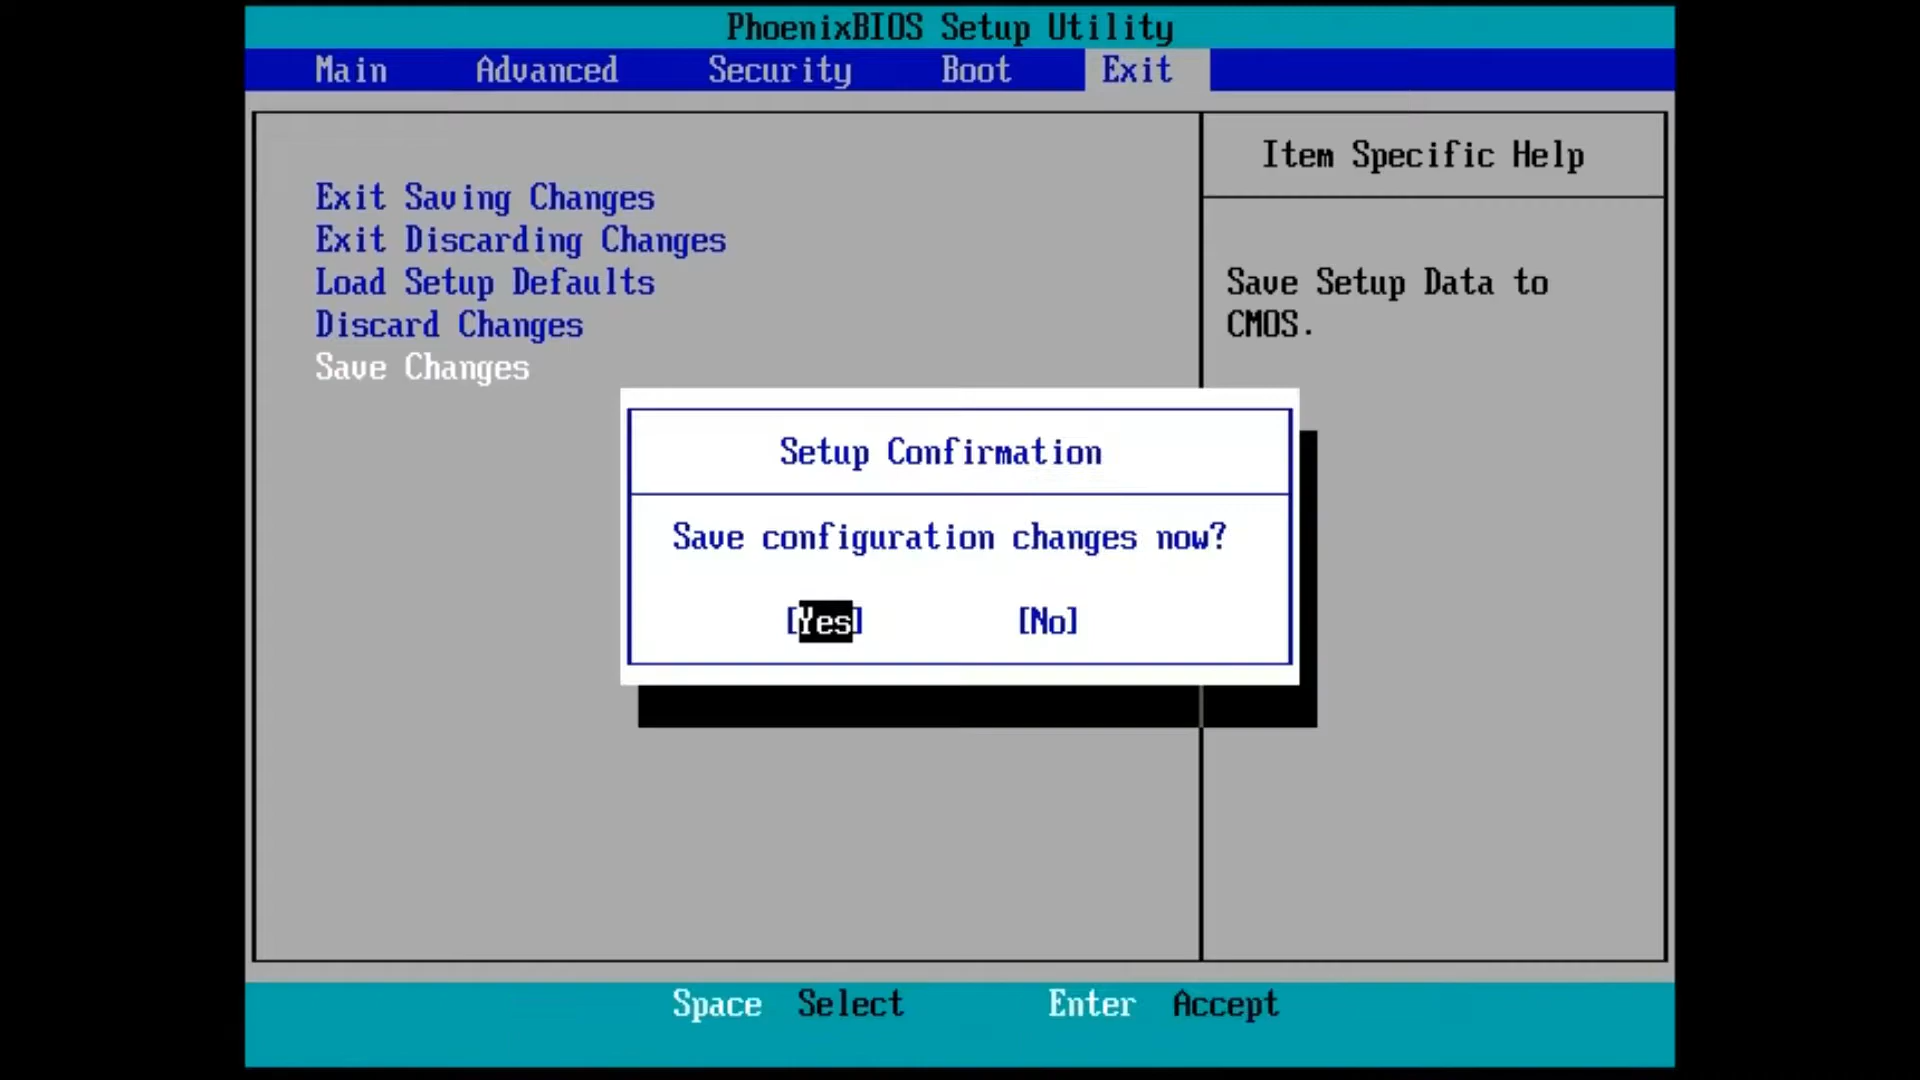 PhoenixBIOS Setup Utility
Main Advanced Security Boot Exit
Item Specific Help
Exit Saving Changes
Exit Discarding Changes
Load Setup Defaults
Discard Changes
Save Changes
Save Setup Data to
CMOS.
Setup Confirmation
Save configuration changes now?
[Yes] [No]
Space Select Enter Accept